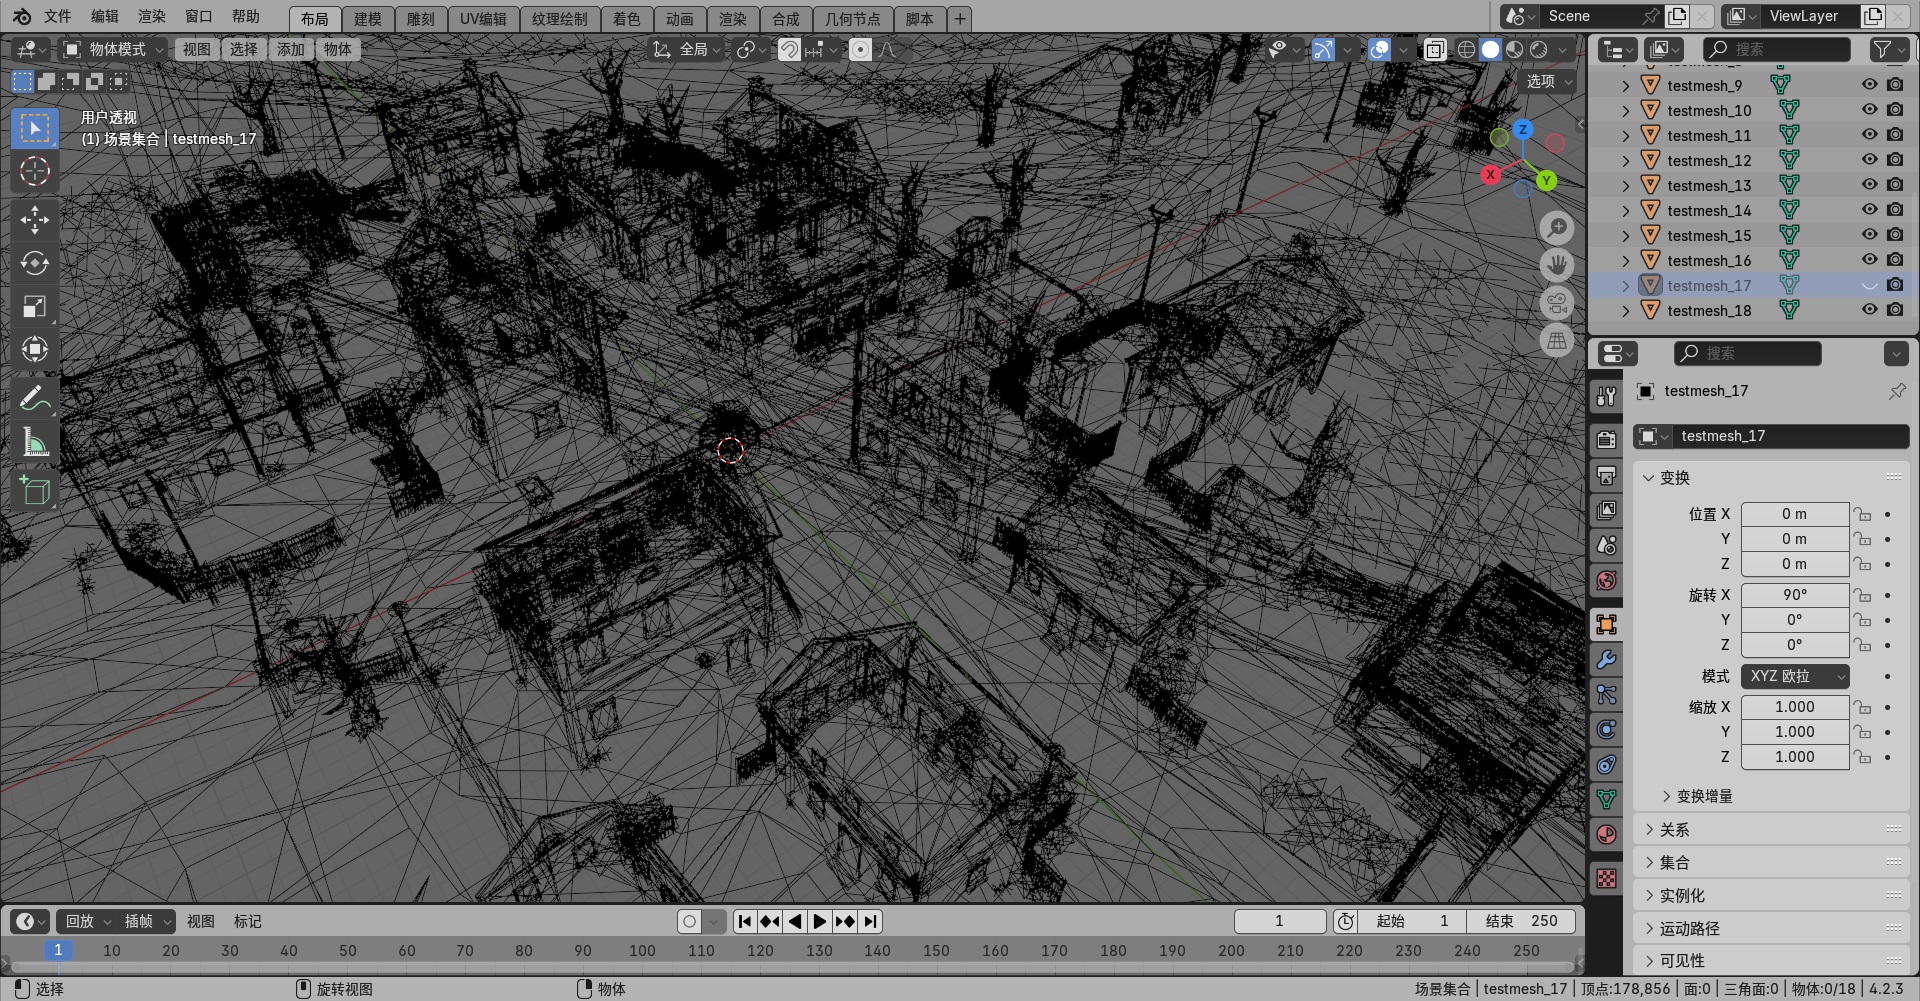 文件 编辑 渲染 窗口 帮助 布局 建模 雕刻 UV编辑 纹理绘制 着色 动画 渲染 合成 几何节点 脚本 + Scene ViewLayer
物体模式 视图 选择 添加 物体 全局 搜索
选项
用户透视
(1) 场景集合 | testmesh_17
Z
X
Y
testmesh_9
testmesh_10
testmesh_11
testmesh_12
testmesh_13
testmesh_14
testmesh_15
testmesh_16
testmesh_17
testmesh_18
搜索
testmesh_17
testmesh_17
变换
位置 X 0 m
Y 0 m
Z 0 m
旋转 X 90°
Y 0°
Z 0°
模式 XYZ 欧拉
缩放 X 1.000
Y 1.000
Z 1.000
变换增量
关系
集合
实例化
运动路径
可见性
回放 插帧 视图 标记 1 起始 1 结束 250
1 10 20 30 40 50 60 70 80 90 100 110 120 130 140 150 160 170 180 190 200 210 220 230 240 250
选择 旋转视图 物体 场景集合 | testmesh_17 | 顶点:178,856 | 面:0 | 三角面:0 | 物体:0/18 | 4.2.3